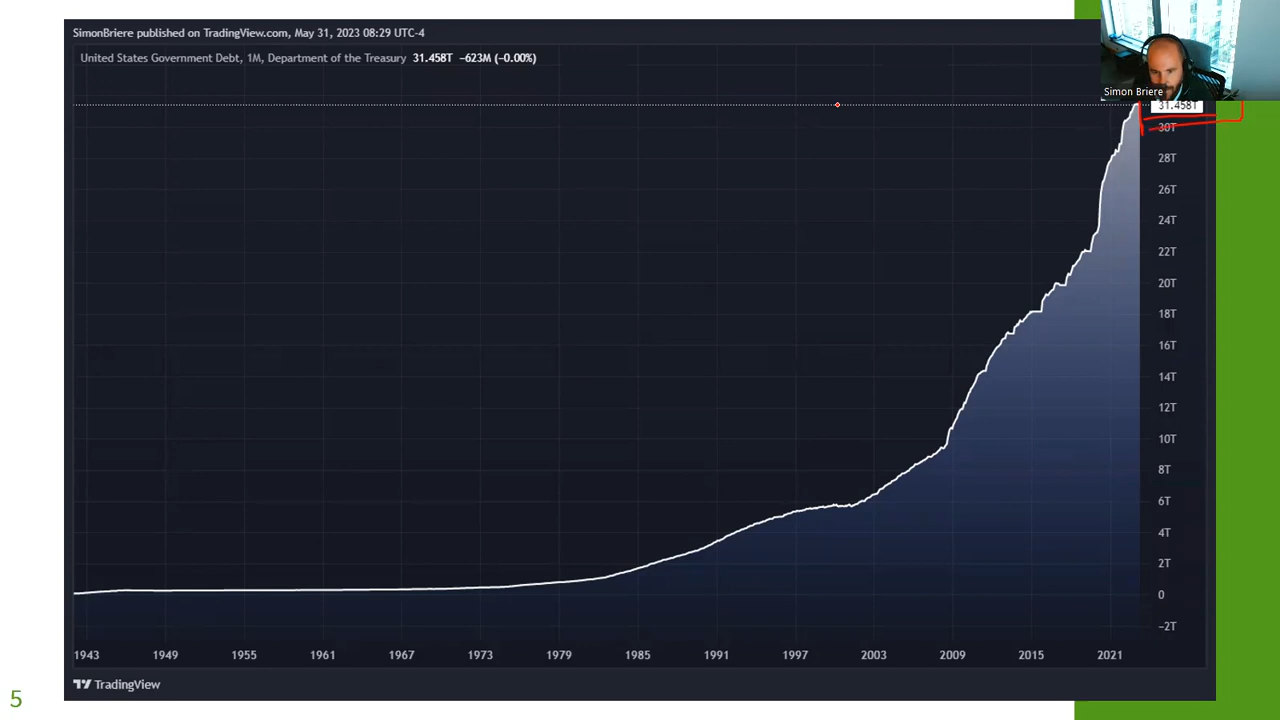 SimonBriere published on TradingView.com, May 31, 2023 08:29 UTC-4
United States Government Debt, 1M, Department of the Treasury 31.458T −623M (−0.00%)
Simon Briere
31.458T
30T
28T
26T
24T
22T
20T
18T
16T
14T
12T
10T
8T
6T
4T
2T
0
−2T
1943 1949 1955 1961 1967 1973 1979 1985 1991 1997 2003 2009 2015 2021
TradingView
5